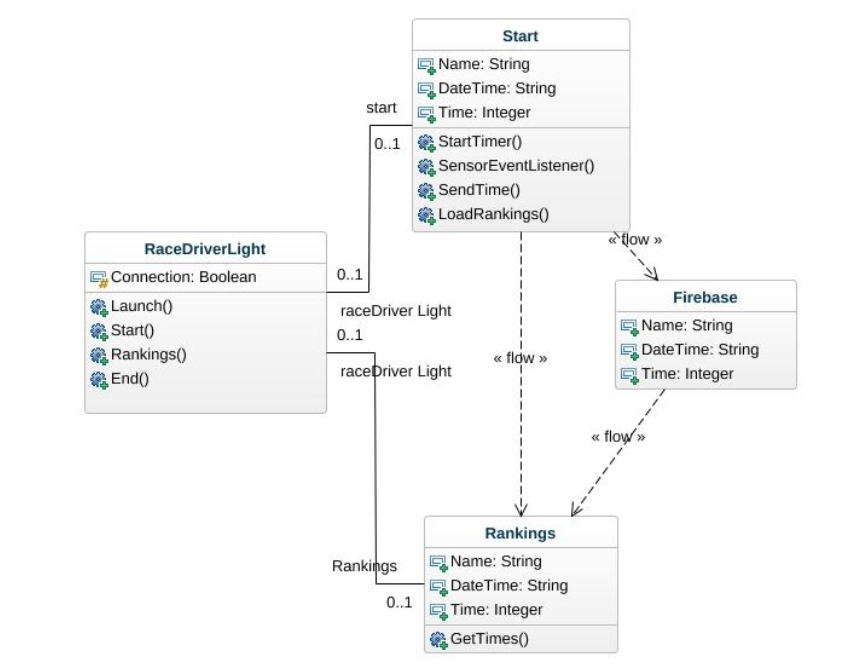 Start
Name: String
DateTime: String
Time: Integer
StartTimer()
SensorEventListener()
SendTime()
LoadRankings()
start
0..1
RaceDriverLight
Connection: Boolean
Launch()
Start()
Rankings()
End()
0..1
raceDriver Light
0..1
raceDriver Light
« flow »
« flow »
Firebase
Name: String
DateTime: String
Time: Integer
« flow »
Rankings
0..1
Rankings
Name: String
DateTime: String
Time: Integer
GetTimes()